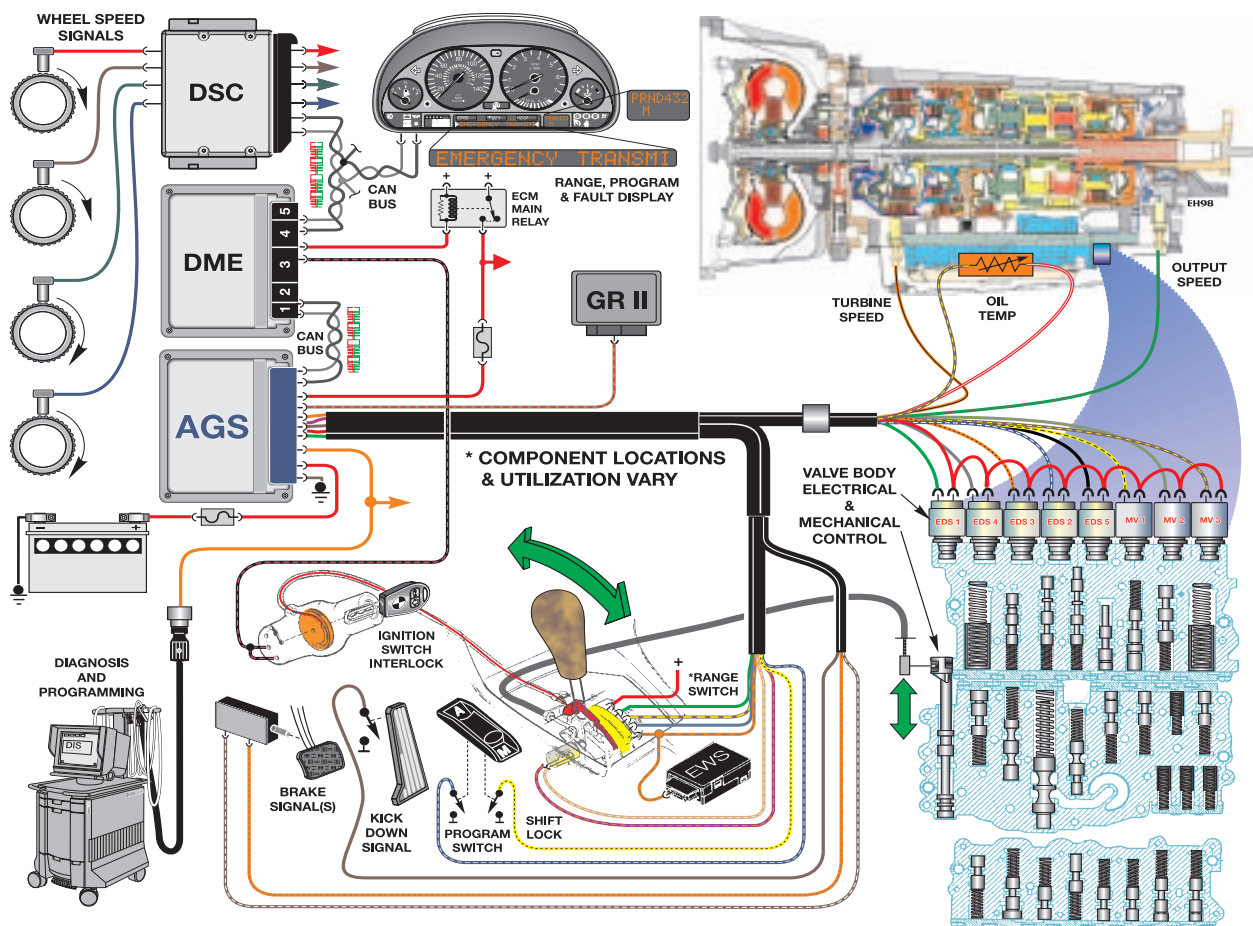 WHEEL SPEED
SIGNALS
DSC
PRND432
M
EMERGENCY TRANSMI
CAN
BUS
RANGE, PROGRAM
& FAULT DISPLAY
+
+
ECM
MAIN
RELAY
EH98
DME
5
4
3
2
1
CAN
BUS
GR II
TURBINE
SPEED
OIL
TEMP
OUTPUT
SPEED
AGS
* COMPONENT LOCATIONS
& UTILIZATION VARY
VALVE BODY
ELECTRICAL
&
MECHANICAL
CONTROL
EDS 1
EDS 4
EDS 3
EDS 2
EDS 5
MV 1
MV 2
MV 3
–
+
IGNITION
SWITCH
INTERLOCK
+
*RANGE
SWITCH
DIAGNOSIS
AND
PROGRAMMING
DIS
A
M
EWS
BRAKE
SIGNAL(S)
KICK
DOWN
SIGNAL
PROGRAM
SWITCH
SHIFT
LOCK